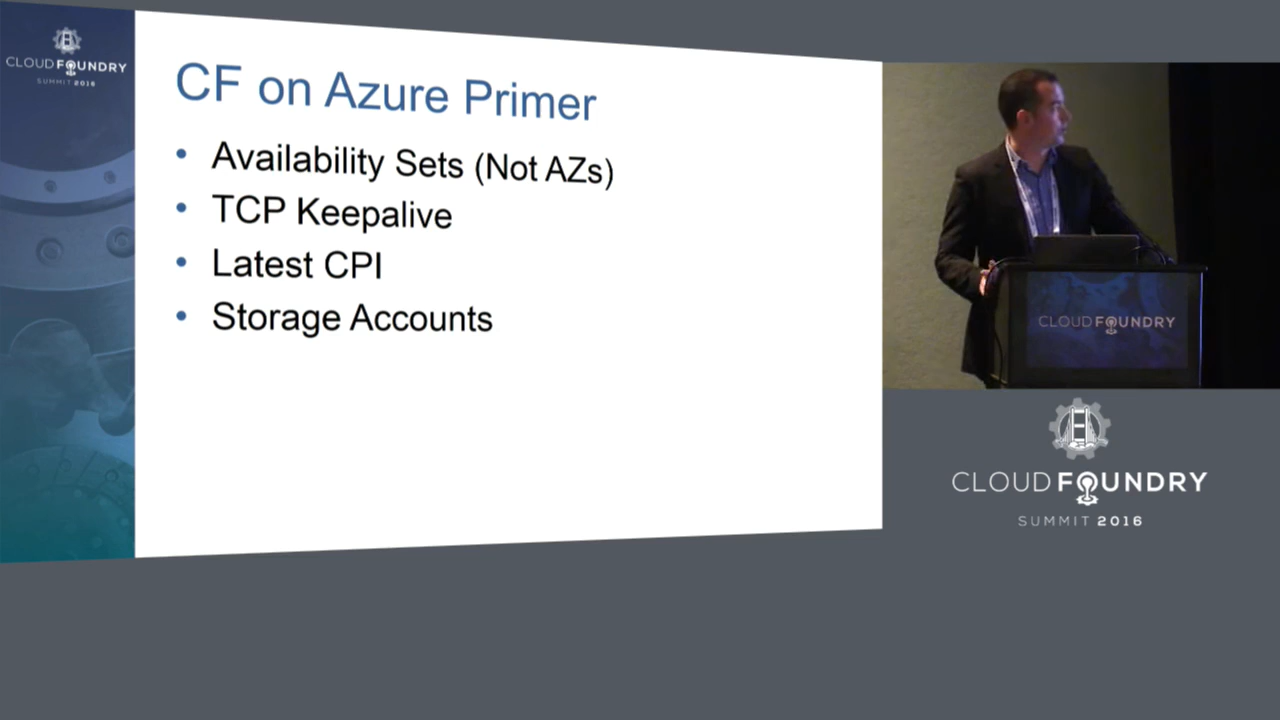 CLOUD FOUNDRY
SUMMIT 2016
CF on Azure Primer
• Availability Sets (Not AZs)
• TCP Keepalive
• Latest CPI
• Storage Accounts
CLOUD FOUNDRY
CLOUD FOUNDRY
SUMMIT 2016